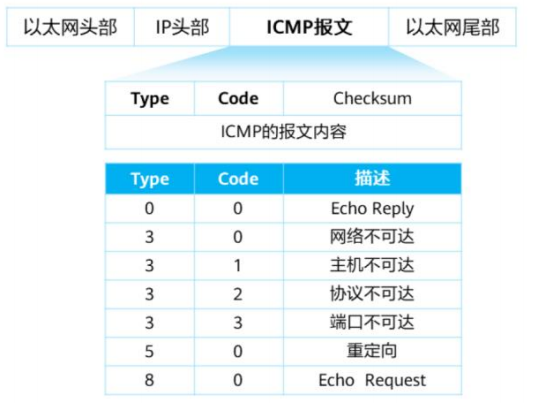 以太网头部 IP头部 ICMP报文 以太网尾部
Type Code Checksum
ICMP的报文内容
Type Code 描述
0 0 Echo Reply
3 0 网络不可达
3 1 主机不可达
3 2 协议不可达
3 3 端口不可达
5 0 重定向
8 0 Echo Request